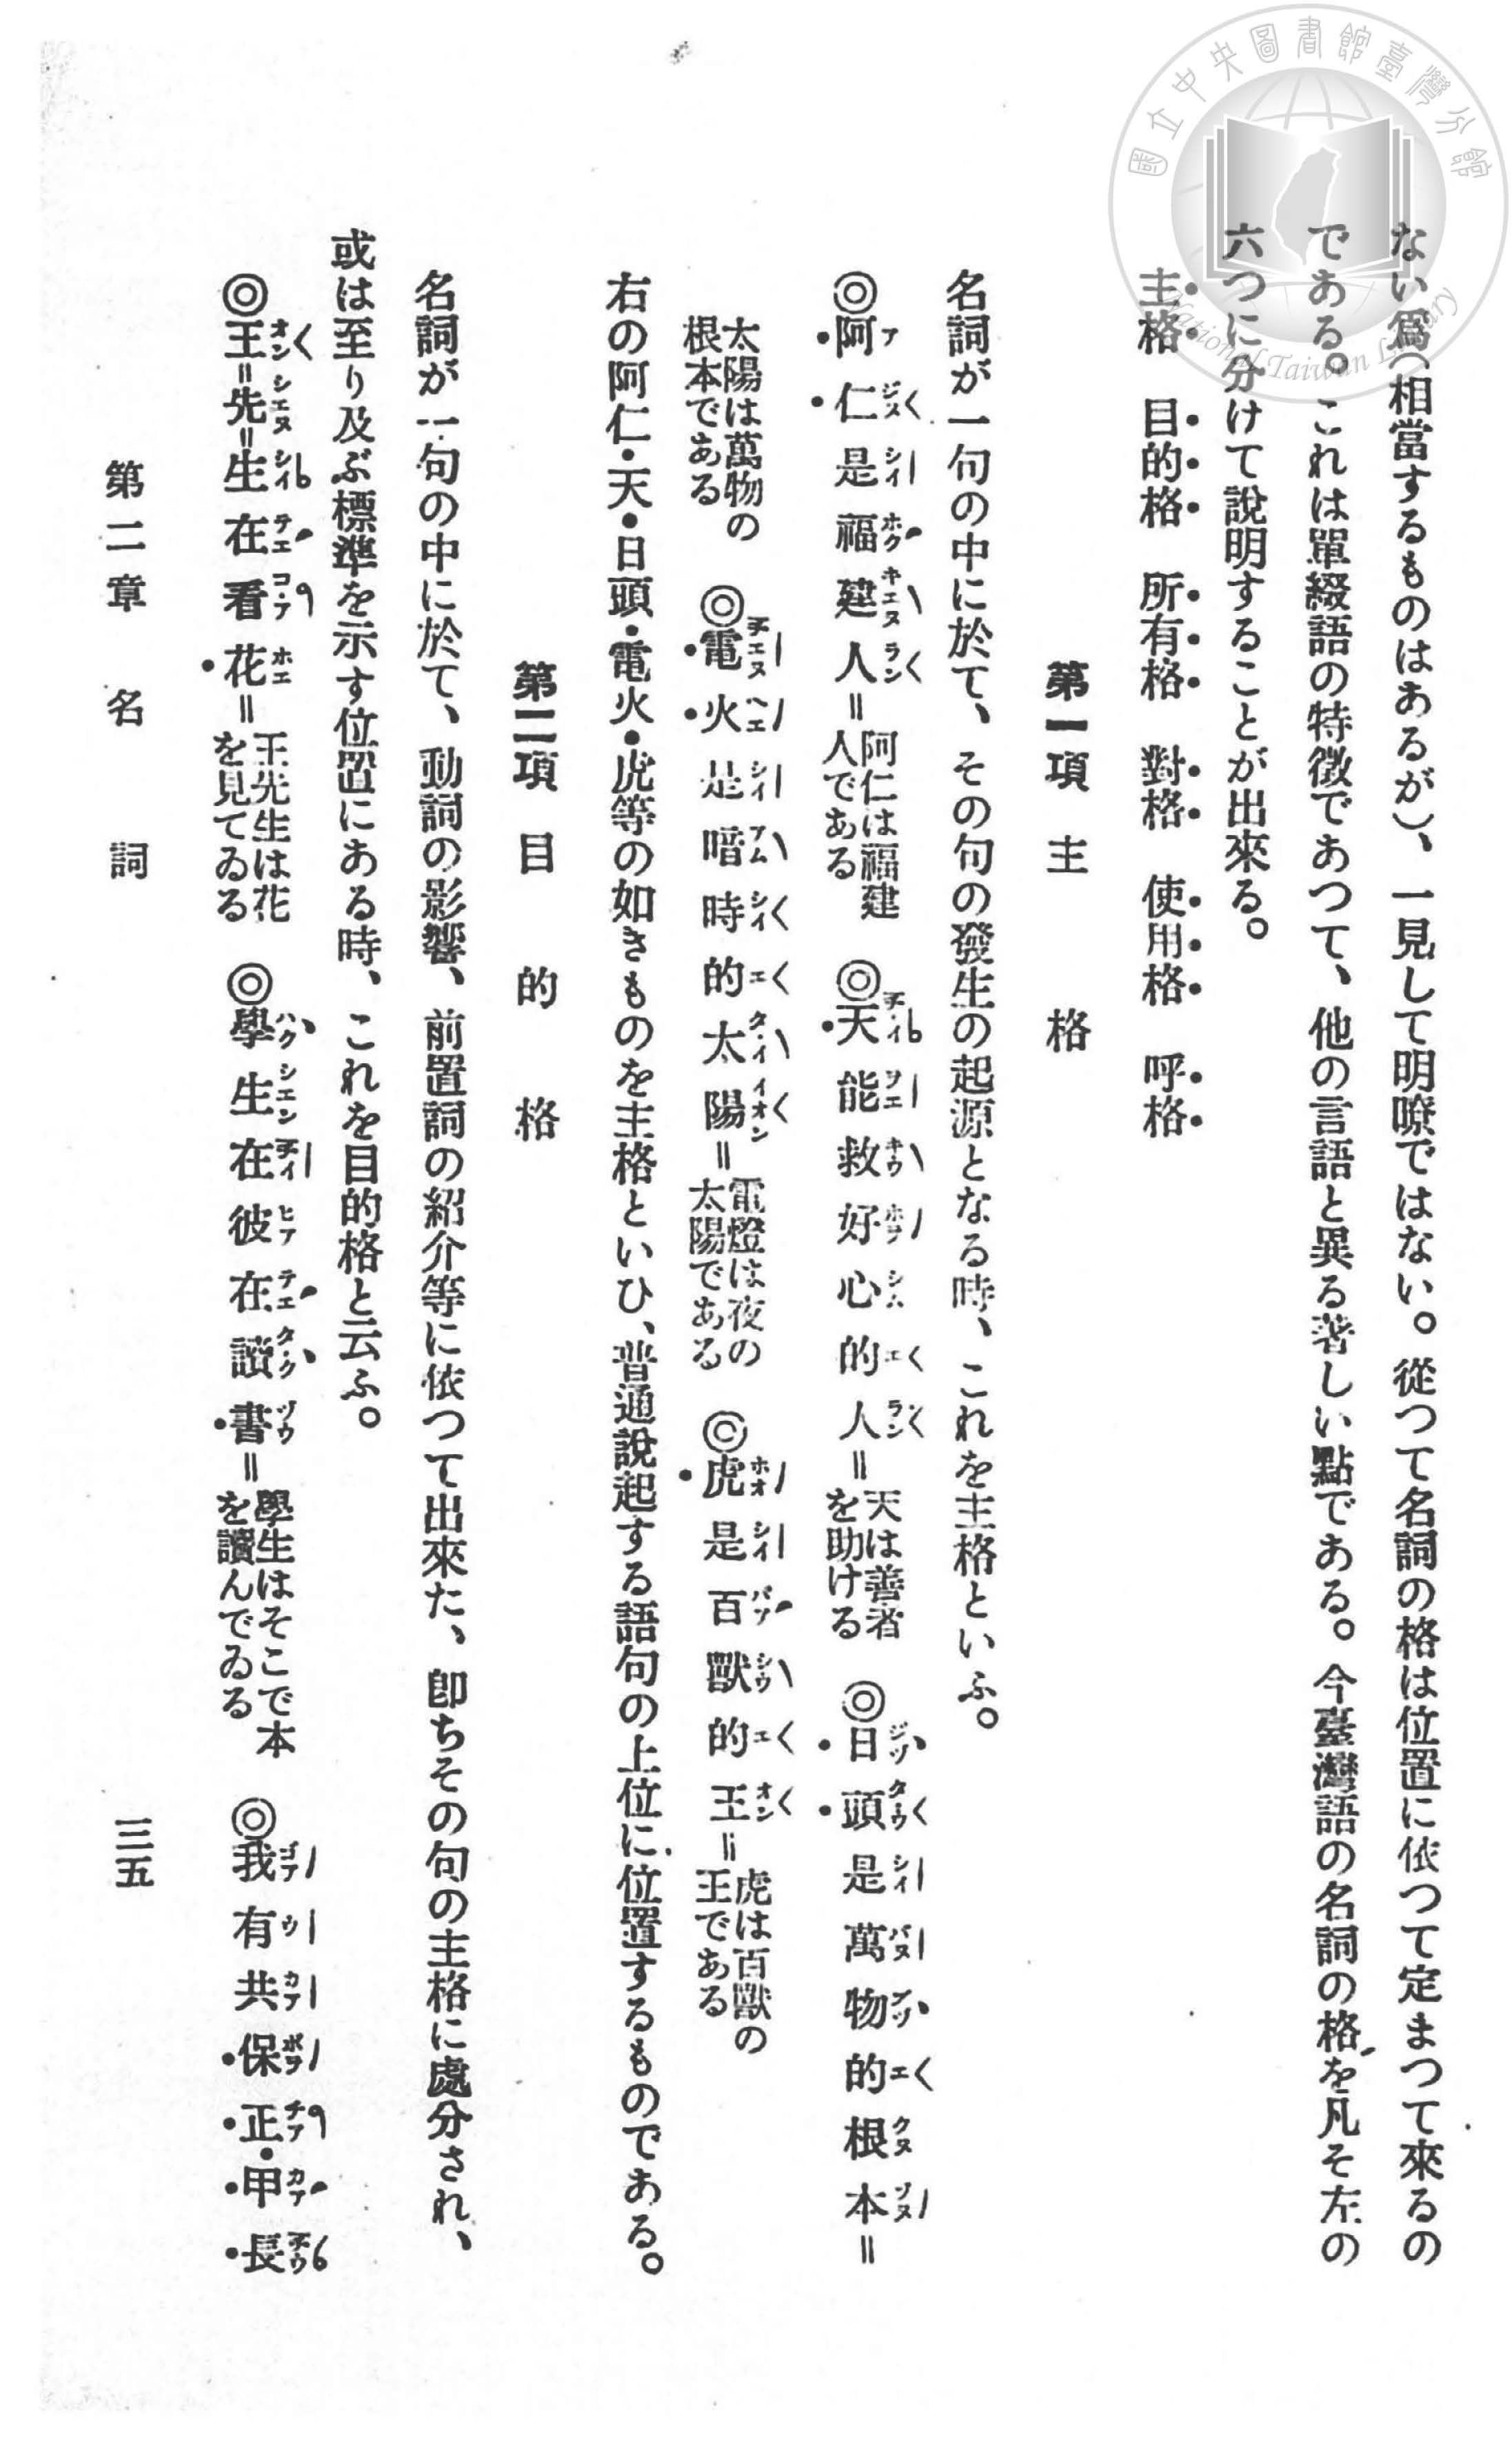 ない爲(相當するものはあるが)、一見して明瞭ではない。從つて名詞の格は位置に依つて定まつて來るの
である。これは單綴語の特徴であつて、他の言語と異る著しい點である。今臺灣語の名詞の格を凡そ左の
六つに分けて說明することが出來る。
主格 目的格 所有格 對格 使用格 呼格
第一項 主格
名詞が一句の中に於て、その句の發生の起源となる時、これを主格といふ。
◎阿仁是福建人=阿仁は福建人である ◎天能救好心的人=天は善者を助ける ◎日頭是萬物的根本=
太陽は萬物の根本である ◎電火是暗時的太陽=電燈は夜の太陽である ◎虎是百獸的王=虎は百獸の王である
右の阿仁・天・日頭・電火・虎等の如きものを主格といひ、普通說起する語句の上位に位置するものである。
第二項 目的格
名詞が一句の中に於て、動詞の影響、前置詞の紹介等に依つて出來た、卽ちその句の主格に處分され、
或は至り及ぶ標準を示す位置にある時、これを目的格と云ふ。
◎王=先=生在看花=王先生は花を見てゐる ◎學生在彼在讀書=學生はそこで本を讀んでゐる ◎我有共保正・甲長
第二章 名詞
三五
國立中央圖書館臺灣分館
National Taiwan Library